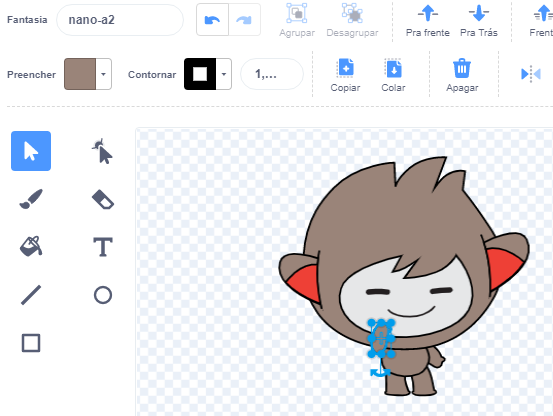 Fantasia
nano-a2
Agrupar
Desagrupar
Pra frente
Pra Trás
Frent
Preencher
Contornar
1,...
Copiar
Colar
Apagar
T